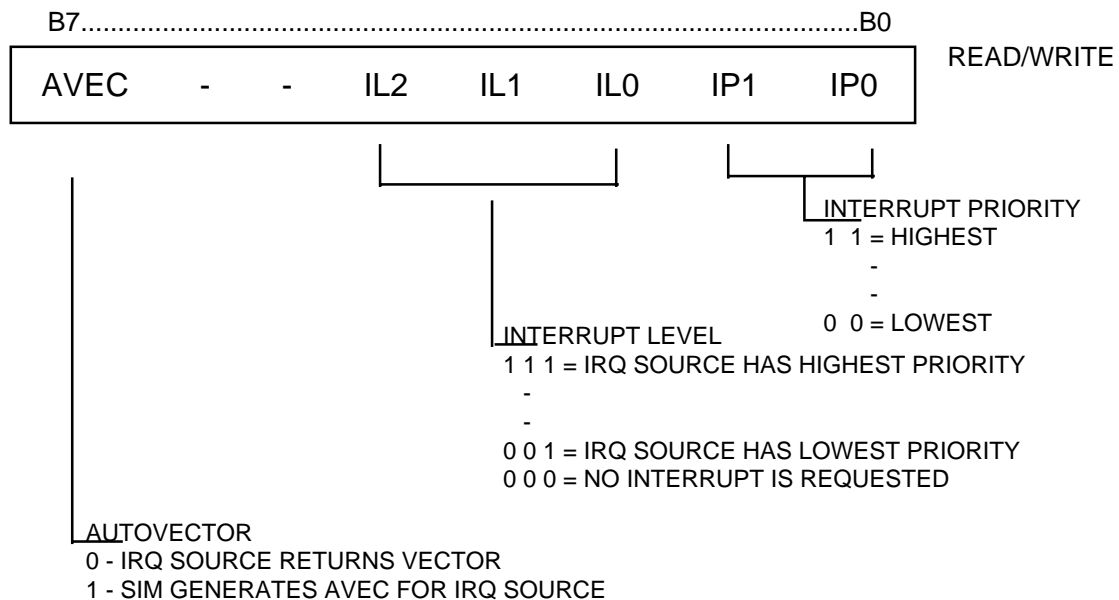 B7..........................................................................................................B0
READ/WRITE
AVEC - - IL2 IL1 IL0 IP1 IP0
INTERRUPT PRIORITY
1 1 = HIGHEST
-
-
0 0 = LOWEST
INTERRUPT LEVEL
1 1 1 = IRQ SOURCE HAS HIGHEST PRIORITY
-
-
0 0 1 = IRQ SOURCE HAS LOWEST PRIORITY
0 0 0 = NO INTERRUPT IS REQUESTED
AUTOVECTOR
0 - IRQ SOURCE RETURNS VECTOR
1 - SIM GENERATES AVEC FOR IRQ SOURCE